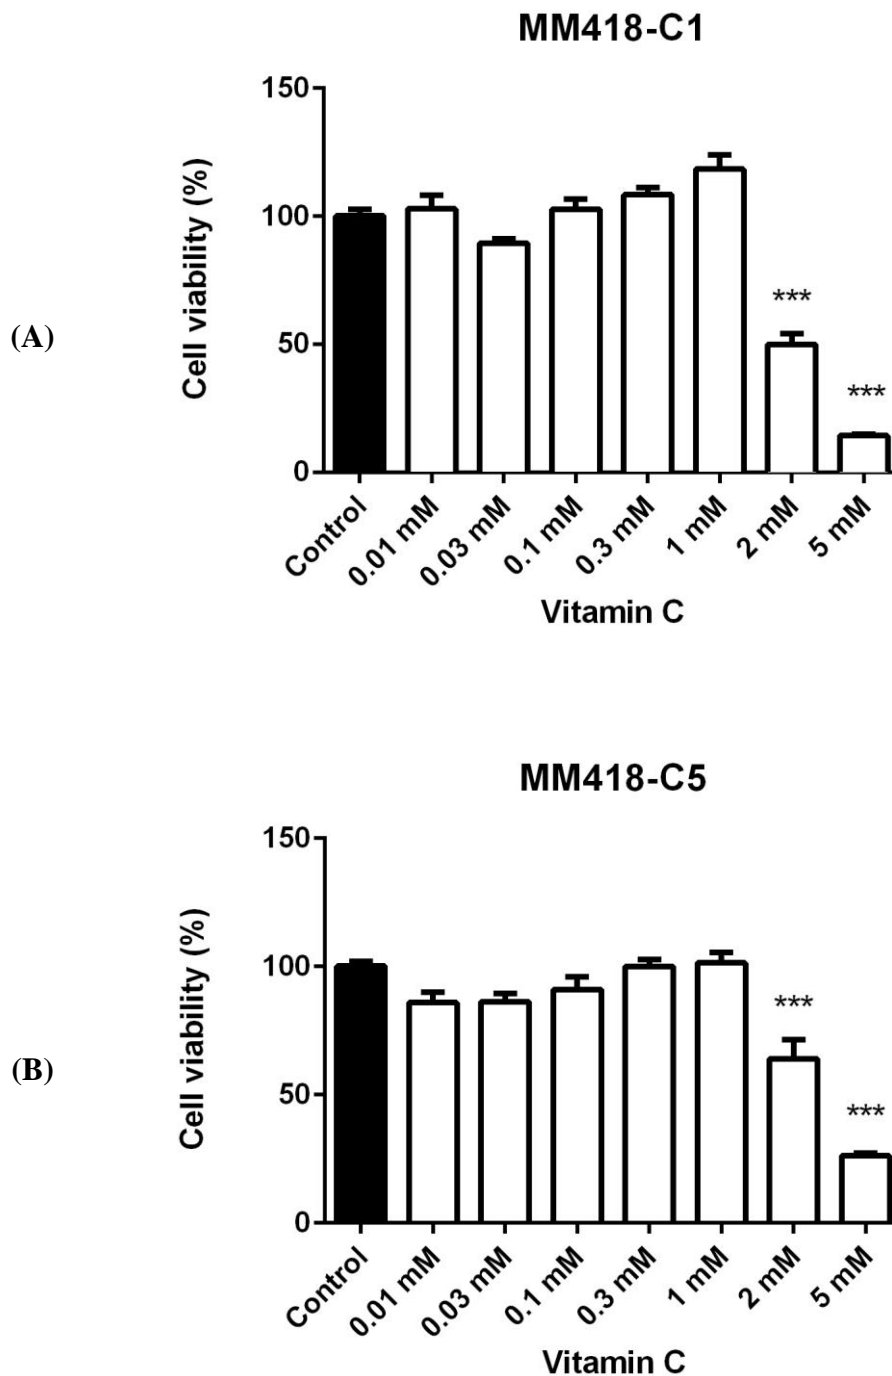 MM418-C1
(A)
Cell viability (%)
150
100
50
0
***
***
Control
0.01 mM
0.03 mM
0.1 mM
0.3 mM
1 mM
2 mM
5 mM
Vitamin C
MM418-C5
(B)
Cell viability (%)
150
100
50
0
***
***
Control
0.01 mM
0.03 mM
0.1 mM
0.3 mM
1 mM
2 mM
5 mM
Vitamin C